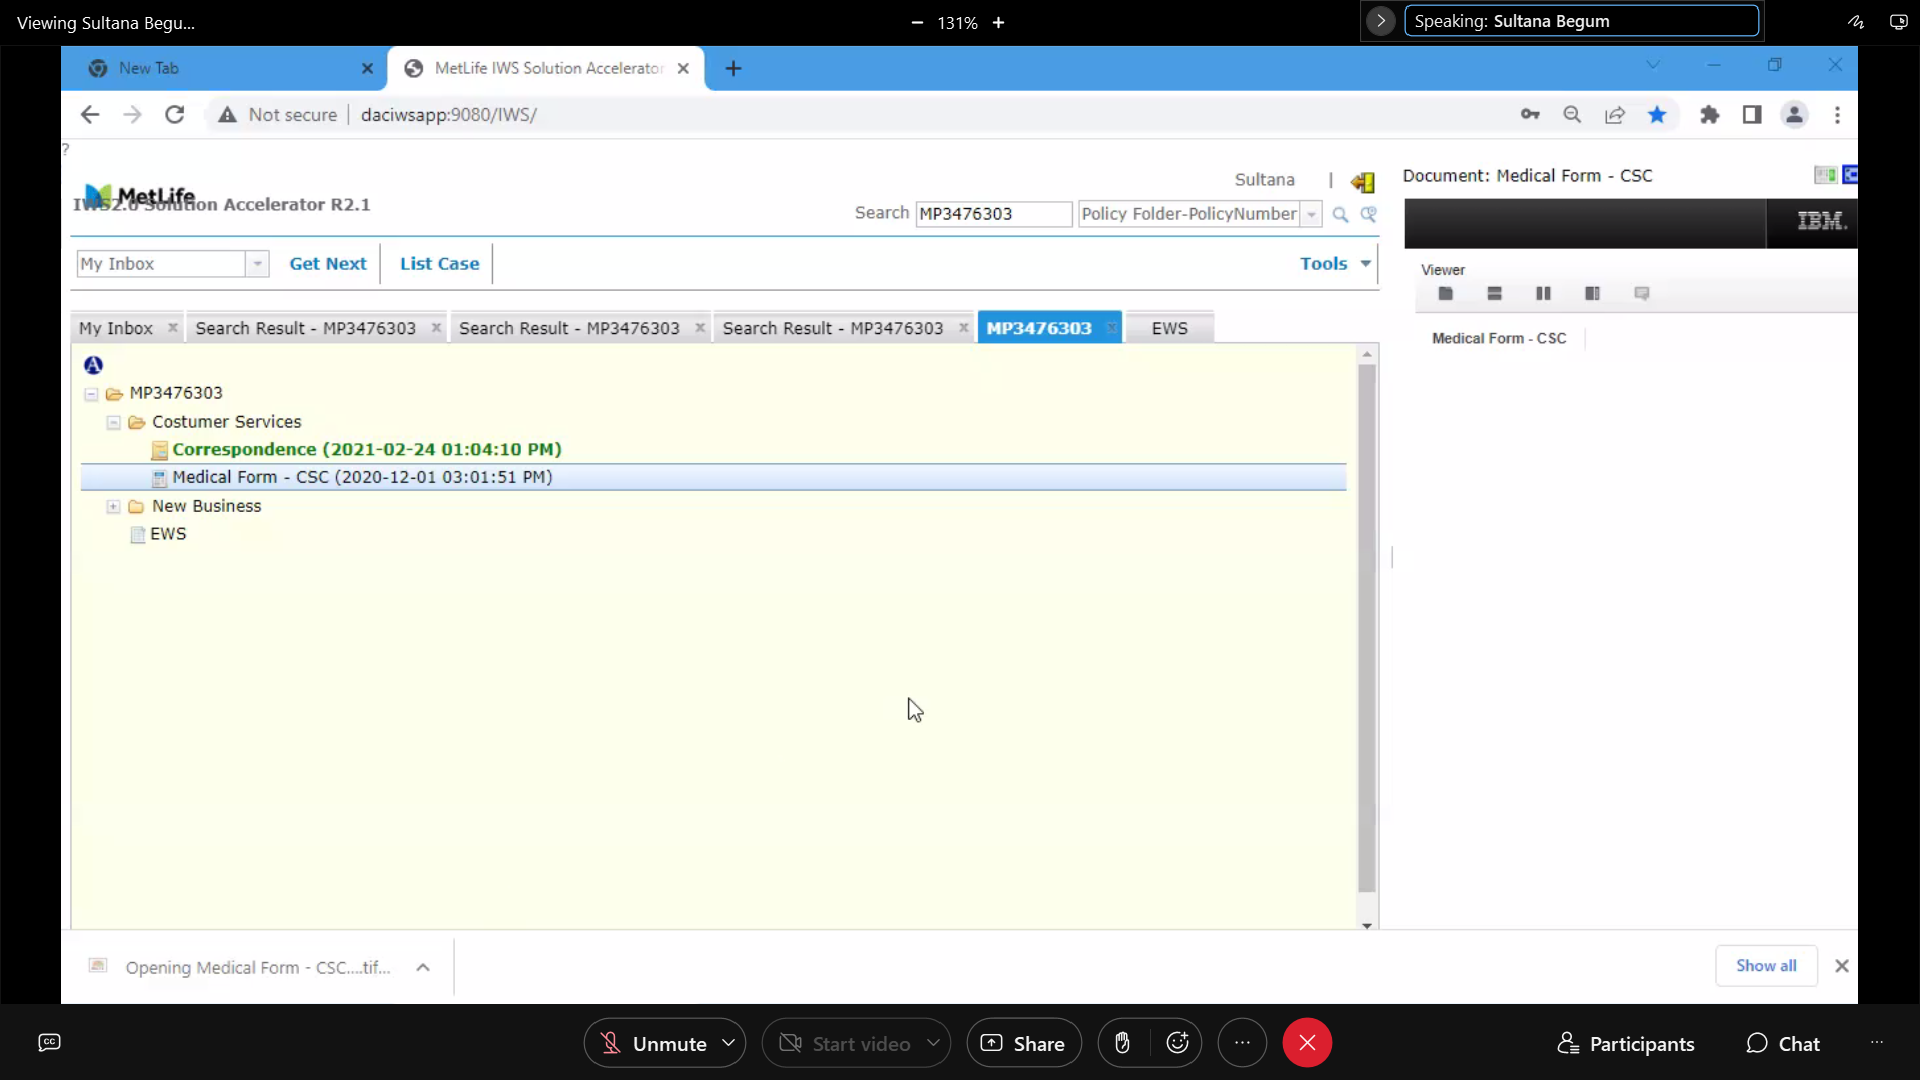 Viewing Sultana Begu...
131%
Speaking: Sultana Begum
New Tab
MetLife IWS Solution Accelerator
Not secure
daciwsapp:9080/IWS/
?
MetLife
IWS2.0 Solution Accelerator R2.1
Sultana |
Search MP3476303 Policy Folder-PolicyNumber
My Inbox Get Next List Case Tools
My Inbox Search Result - MP3476303 Search Result - MP3476303 Search Result - MP3476303 MP3476303 EWS
A
MP3476303
Costumer Services
Correspondence (2021-02-24 01:04:10 PM)
Medical Form - CSC (2020-12-01 03:01:51 PM)
New Business
EWS
Document: Medical Form - CSC
IBM.
Viewer
Medical Form - CSC
Opening Medical Form - CSC....tif...
Show all
CC
Unmute
Start video
Share
Participants
Chat